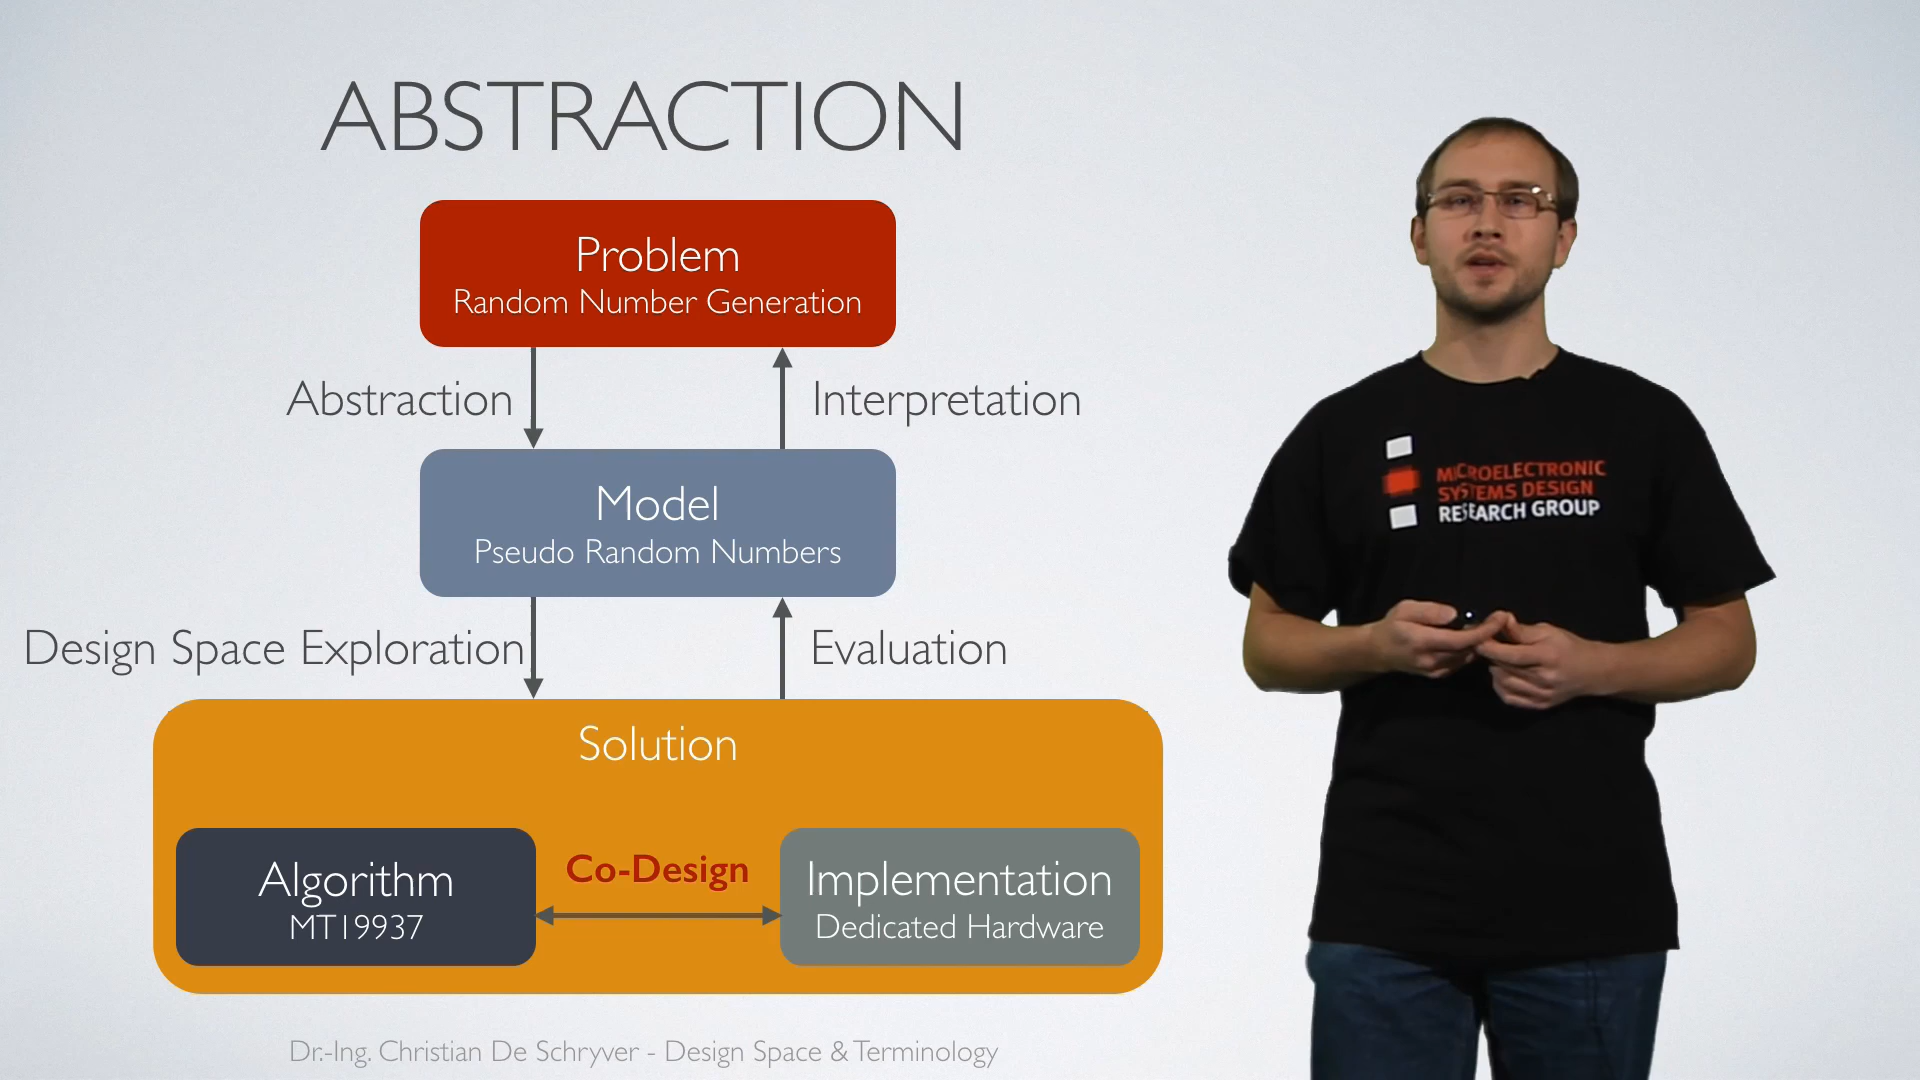 ABSTRACTION
Problem
Random Number Generation
Abstraction
Interpretation
Model
Pseudo Random Numbers
Design Space Exploration
Evaluation
Solution
Algorithm
MT19937
Co-Design
Implementation
Dedicated Hardware
Dr.-Ing. Christian De Schryver - Design Space & Terminology
MICROELECTRONIC
SYSTEMS DESIGN
RESEARCH GROUP